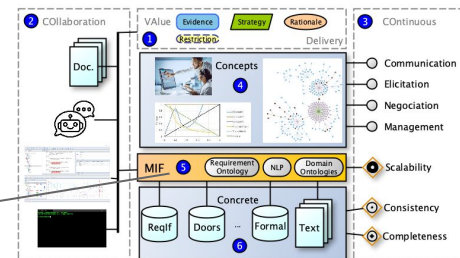 2 COllaboration
VAlue
Evidence
Strategy
Rationale
1
Restriction
Delivery
3 COntinuous
Doc.
Concepts
4
Communication
Elicitation
Negociation
Management
MIF
5
Requirement
Ontology
NLP
Domain
Ontologies
Scalability
Concrete
ReqIf
Doors
...
Formal
Text
6
Consistency
Completeness